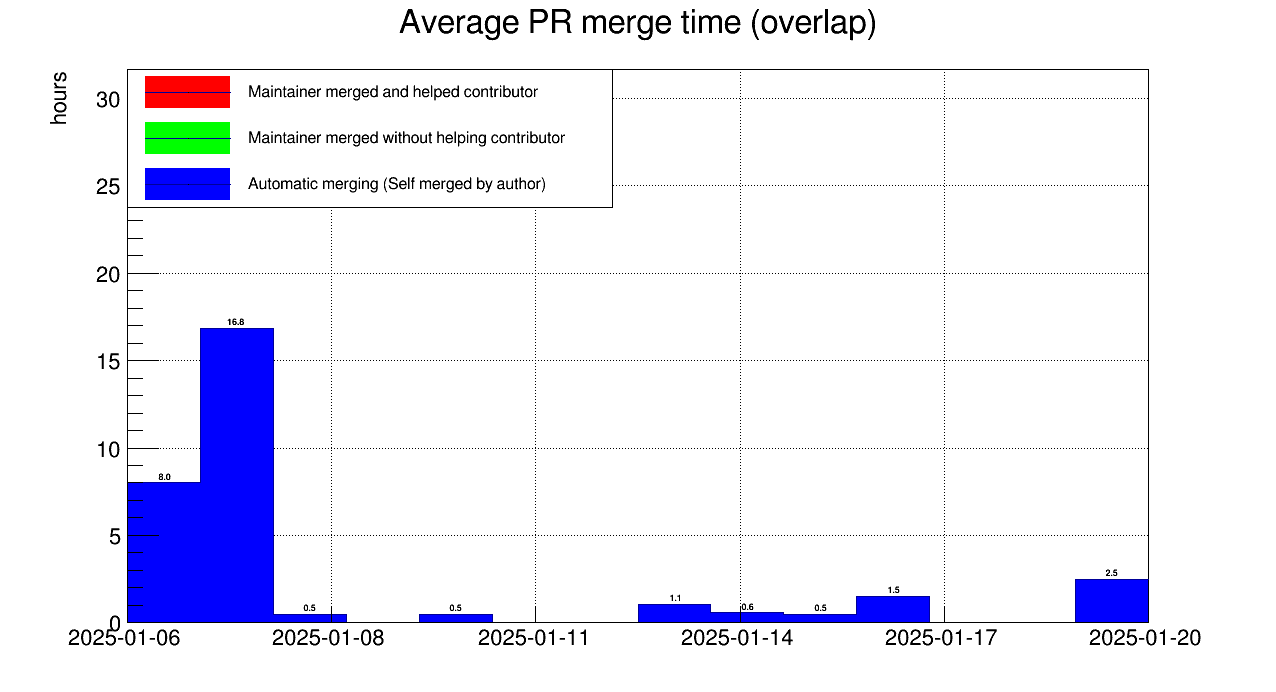 Average PR merge time (overlap)
hours
Maintainer merged and helped contributor
Maintainer merged without helping contributor
Automatic merging (Self merged by author)
30
25
20
15
10
5
0
8.0
16.8
0.5
0.5
1.1
0.6
0.5
1.5
2.5
2025-01-06 2025-01-08 2025-01-11 2025-01-14 2025-01-17 2025-01-20